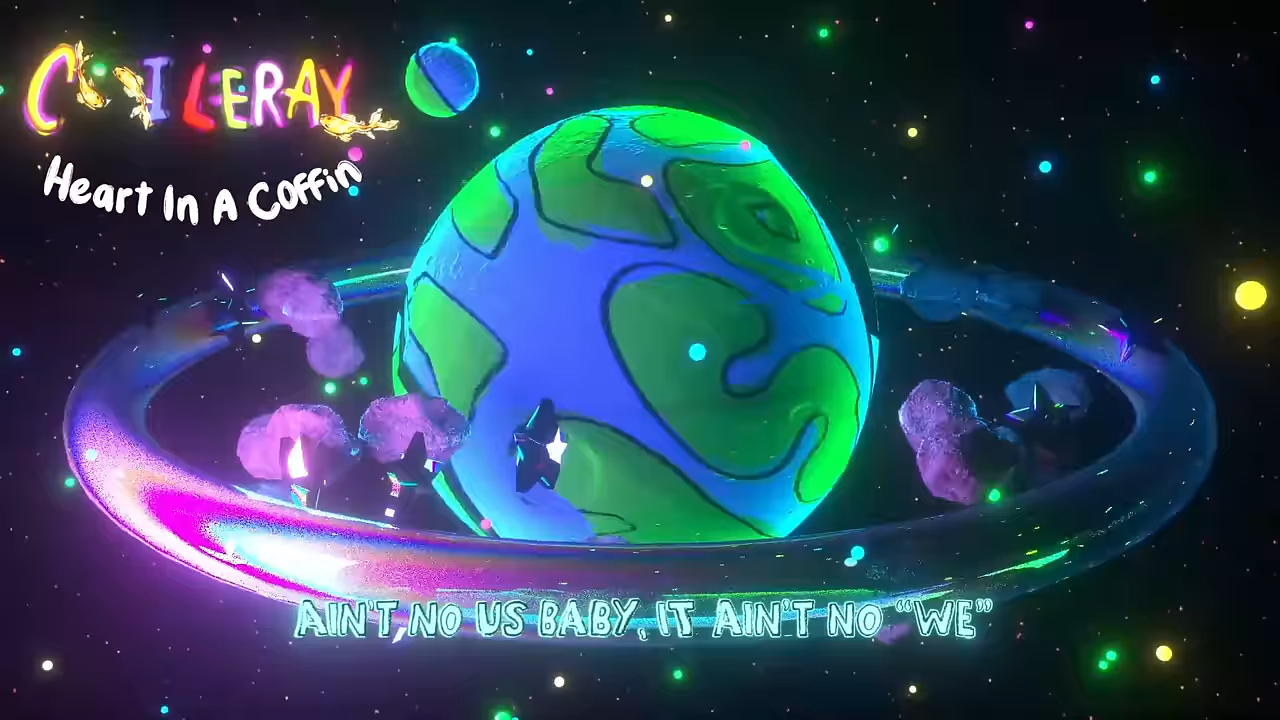 COI LERAY
Heart In A Coffin
AIN'T NO US BABY, IT AIN'T NO “WE”